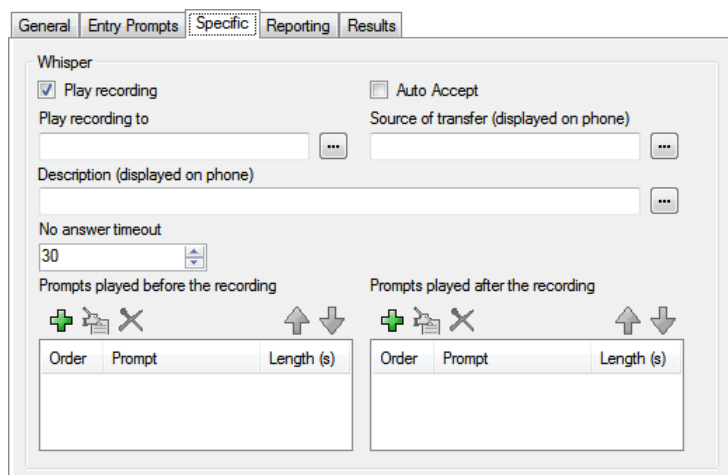 General Entry Prompts Specific Reporting Results
Whisper
Play recording Auto Accept
Play recording to Source of transfer (displayed on phone)
... ...
Description (displayed on phone)
...
No answer timeout
30
Prompts played before the recording Prompts played after the recording
Order Prompt Length (s) Order Prompt Length (s)